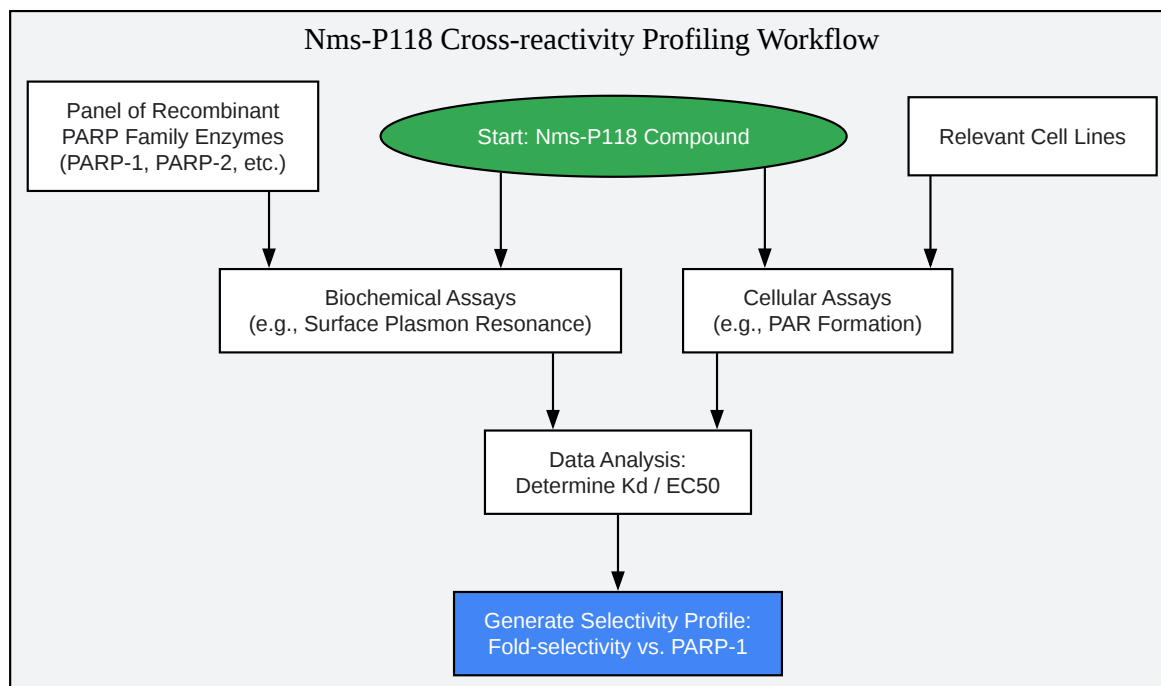 Nms-P118 Cross-reactivity Profiling Workflow
Panel of Recombinant
PARP Family Enzymes
(PARP-1, PARP-2, etc.)
Start: Nms-P118 Compound
Relevant Cell Lines
Biochemical Assays
(e.g., Surface Plasmon Resonance)
Cellular Assays
(e.g., PAR Formation)
Data Analysis:
Determine Kd / EC50
Generate Selectivity Profile:
Fold-selectivity vs. PARP-1